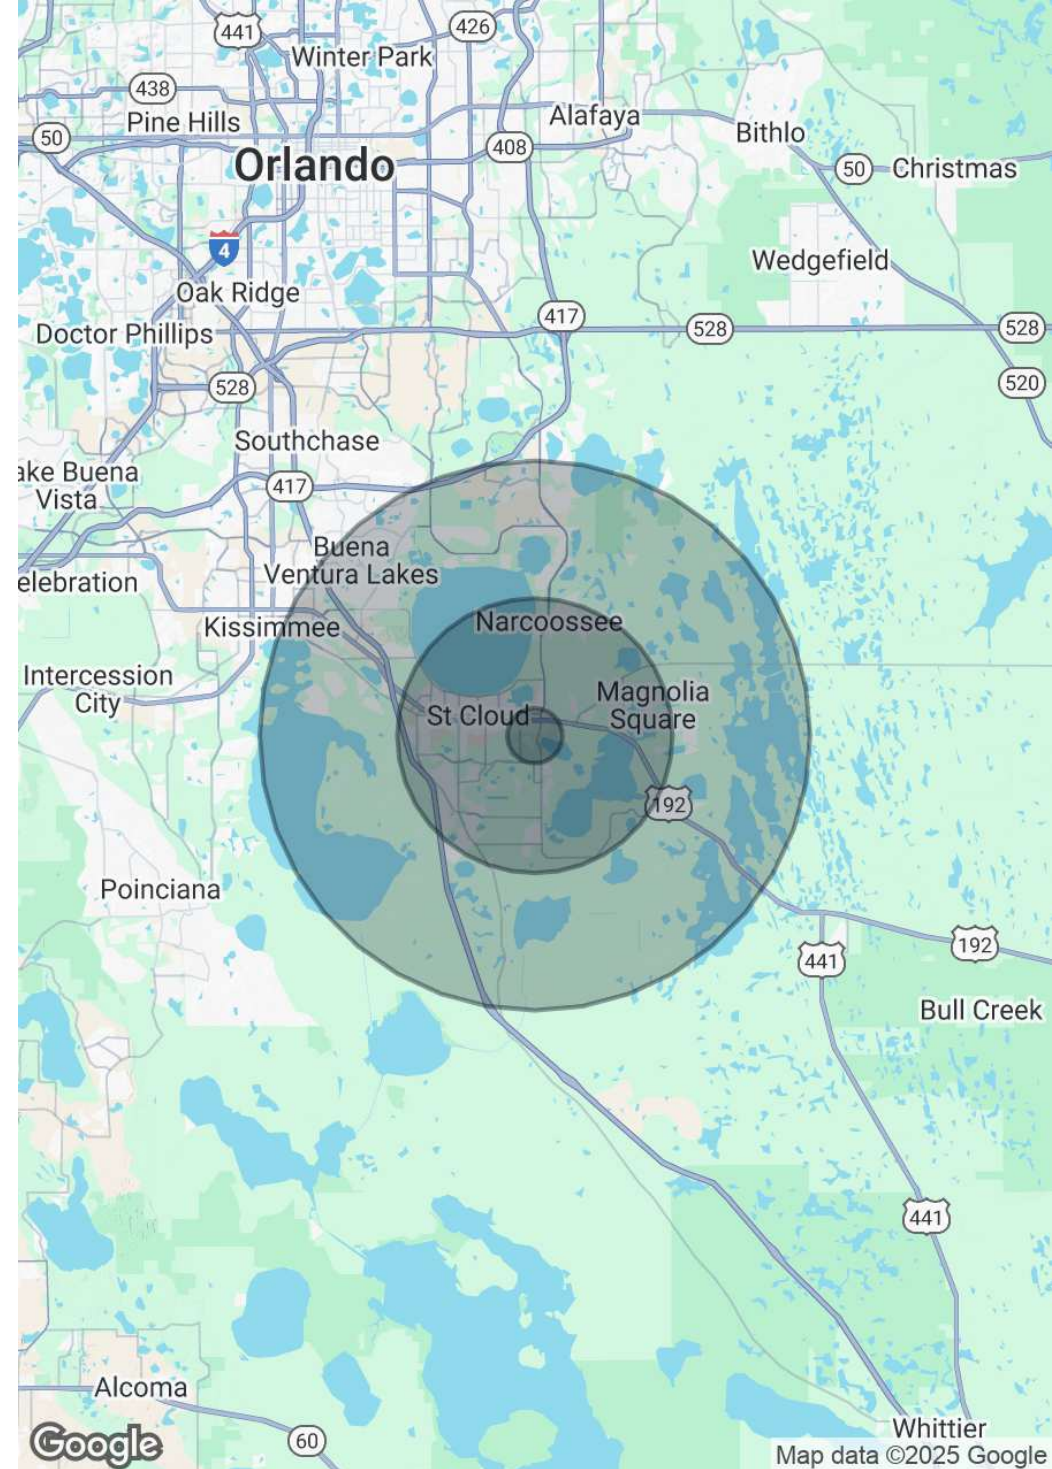 441
426
Winter Park
438
Pine Hills
Alafaya
50
408
Bithlo
Orlando
50
Christmas
4
Wedgefield
Oak Ridge
417
Doctor Phillips
528
528
528
520
Southchase
ake Buena
Vista
417
Buena
Ventura Lakes
elebration
Narcoossee
Kissimmee
Intercession
City
Magnolia
Square
St Cloud
192
Poinciana
192
441
Bull Creek
441
Alcoma
Whittier
60
Google
Map data ©2025 Google